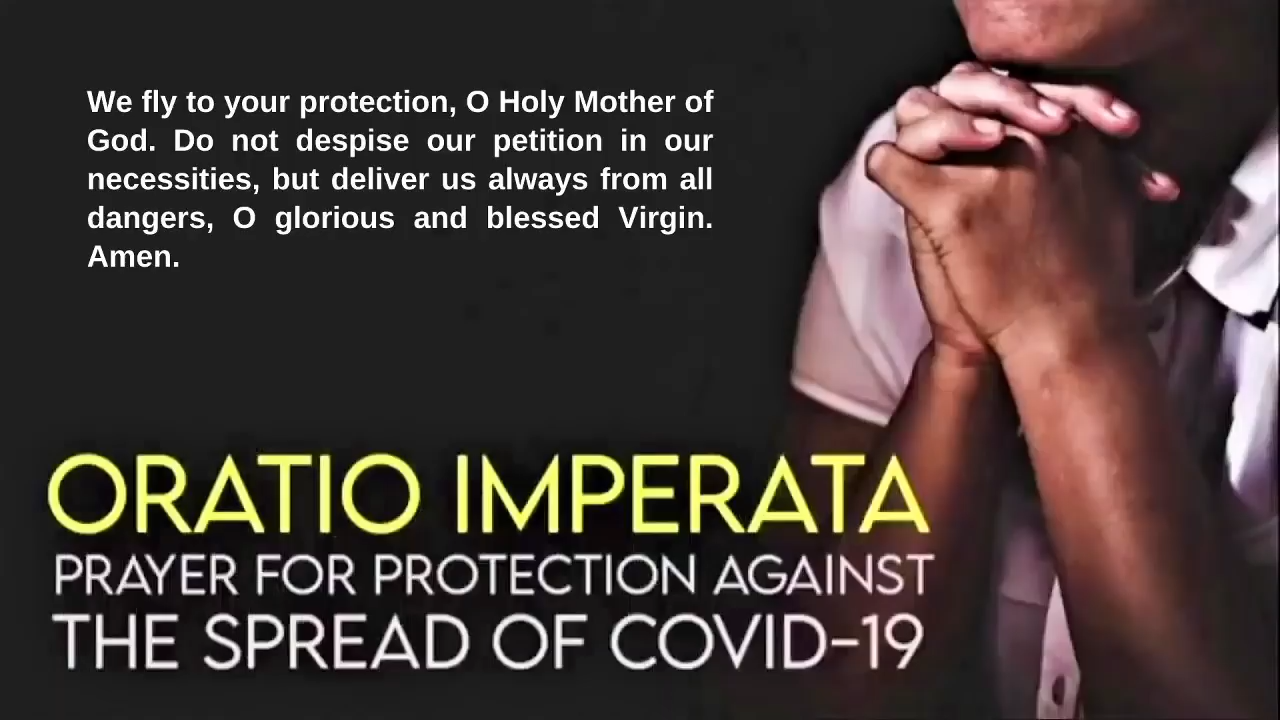 We fly to your protection, O Holy Mother of
God. Do not despise our petition in our
necessities, but deliver us always from all
dangers, O glorious and blessed Virgin.
Amen.
ORATIO IMPERATA
PRAYER FOR PROTECTION AGAINST
THE SPREAD OF COVID-19